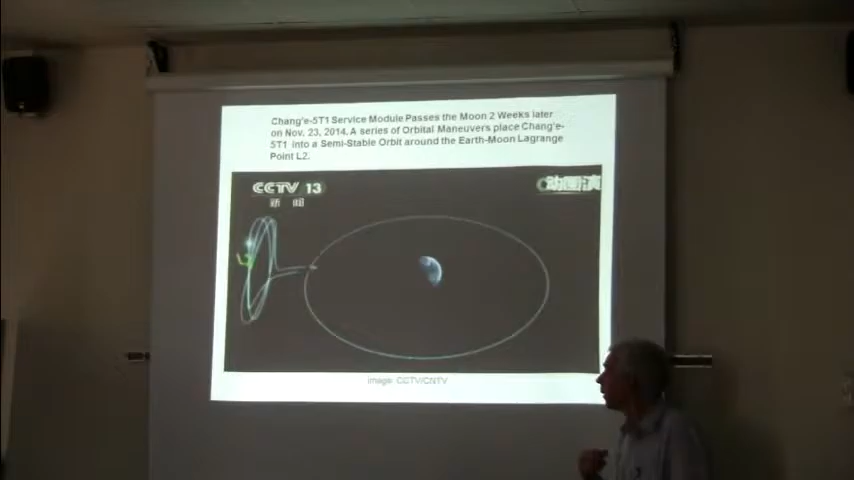 Chang'e-5T1 Service Module Passes the Moon 2 Weeks later
on Nov. 23, 2014. A series of Orbital Maneuvers place Chang'e-
5T1 into a Semi-Stable Orbit around the Earth-Moon Lagrange
Point L2.
CCTV 13
新闻
image: CCTV/CNTV